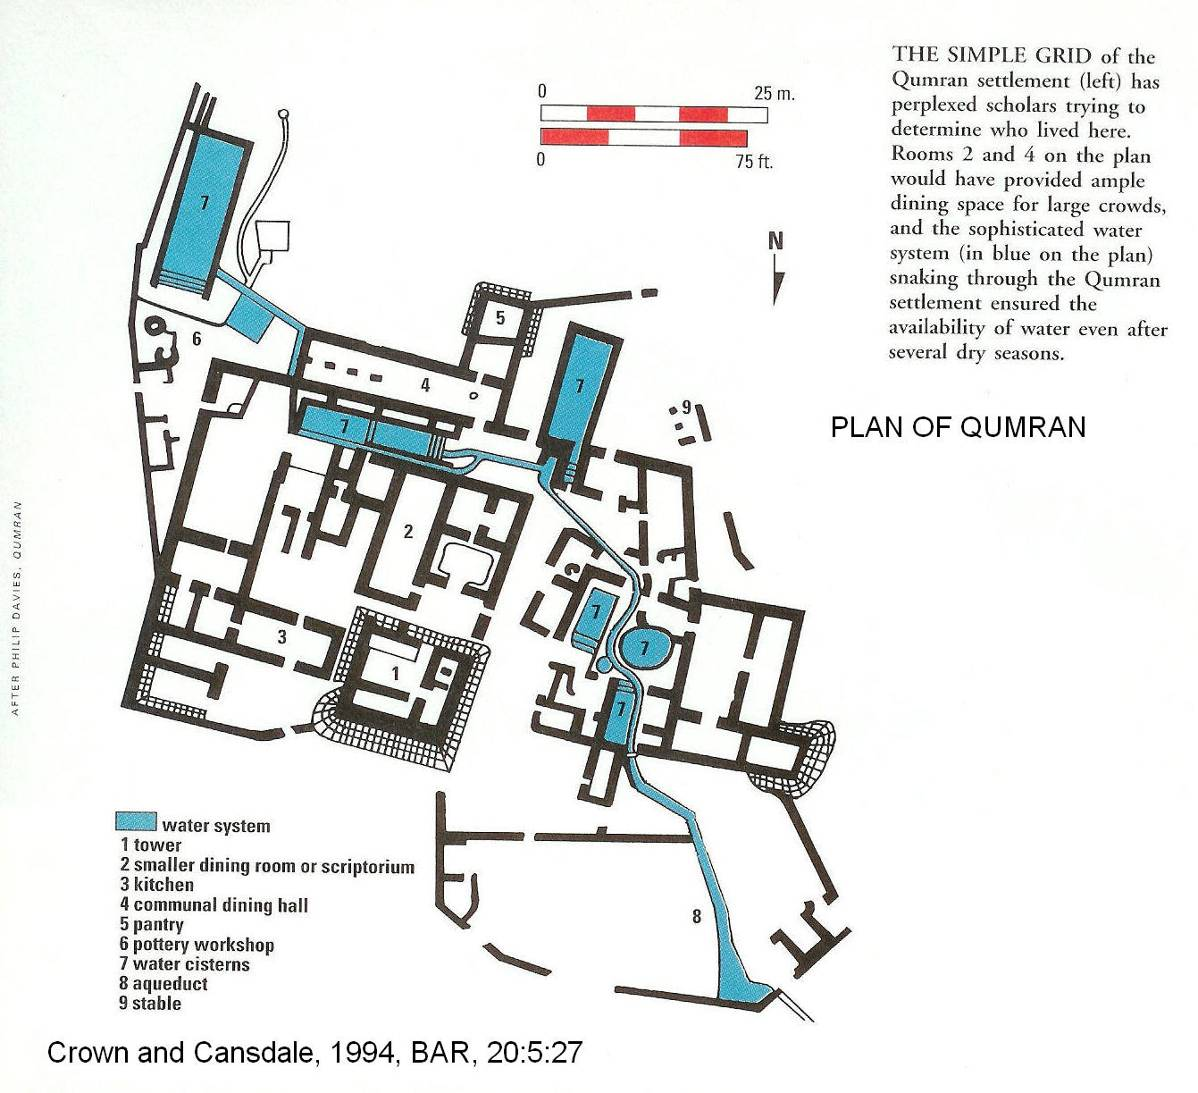 0 25 m.
0 75 ft.
THE SIMPLE GRID of the
Qumran settlement (left) has
perplexed scholars trying to
determine who lived here.
Rooms 2 and 4 on the plan
would have provided ample
dining space for large crowds,
and the sophisticated water
system (in blue on the plan)
snaking through the Qumran
settlement ensured the
availability of water even after
several dry seasons.
PLAN OF QUMRAN
N
7
5
6
4
7
9
7
2
7
7
3
1
7
8
AFTER PHILIP DAVIES, QUMRAN
water system
1 tower
2 smaller dining room or scriptorium
3 kitchen
4 communal dining hall
5 pantry
6 pottery workshop
7 water cisterns
8 aqueduct
9 stable
Crown and Cansdale, 1994, BAR, 20:5:27